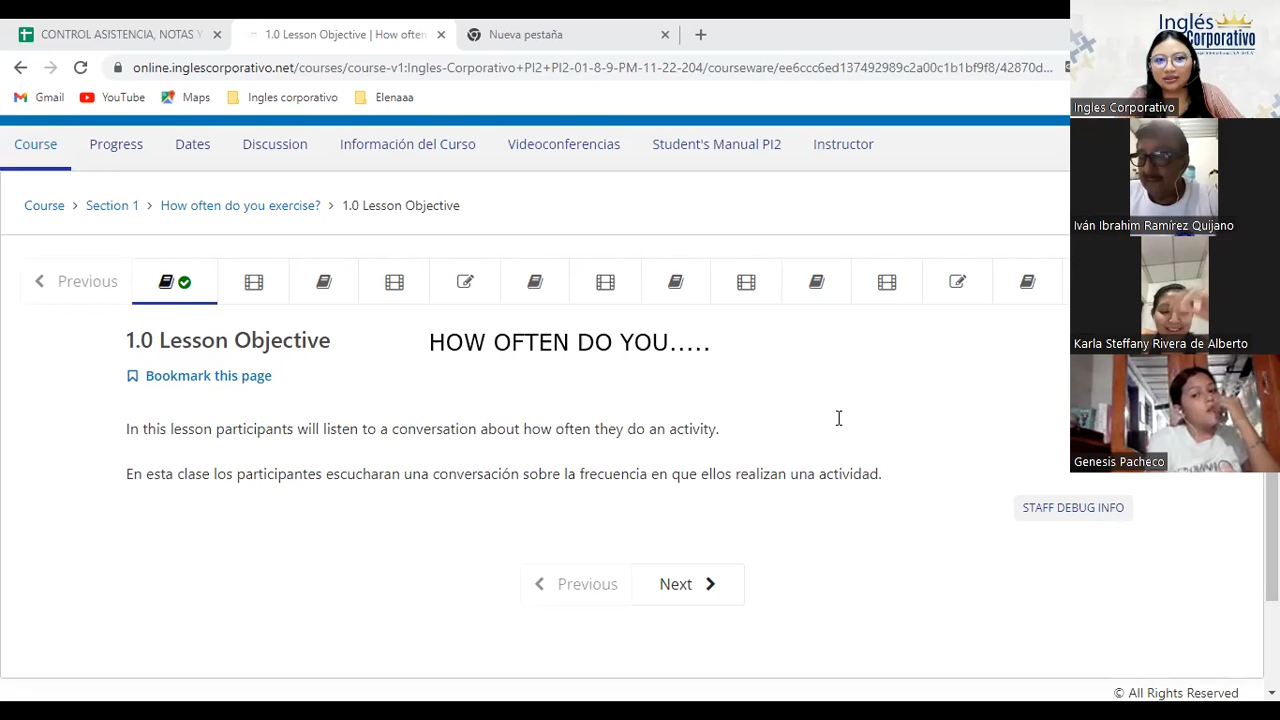 CONTROL ASISTENCIA, NOTAS Y
1.0 Lesson Objective | How often
Nueva pestaña
online.inglescorporativo.net/courses/course-v1:Ingles-Corporativo+PI2+PI2-01-8-9-PM-11-22-204/courseware/
Gmail
YouTube
Maps
Ingles corporativo
Elenaaa
Course
Progress
Dates
Discussion
Información del Curso
Videoconferencias
Student's Manual PI2
Instructor
Course > Section 1 > How often do you exercise? > 1.0 Lesson Objective
Previous
1.0 Lesson Objective
HOW OFTEN DO YOU.....
Bookmark this page
In this lesson participants will listen to a conversation about how often they do an activity.
En esta clase los participantes escucharan una conversación sobre la frecuencia en que ellos realizan una actividad.
STAFF DEBUG INFO
Previous
Next
© All Rights Reserved
Inglés
Corporativo
Ingles Corporativo
Iván Ibrahim Ramírez Quijano
Karla Steffany Rivera de Alberto
Genesis Pacheco